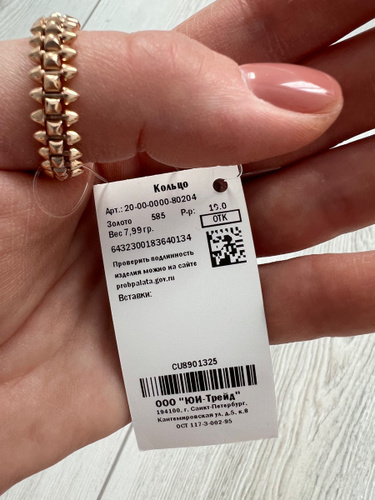 Кольцо
Арт.: 20-00-0000-80204
Золото 585 Р-р: 19.0
Вес 7,99 гр. ОТК
6432300183640134
Проверить подлинность
изделия можно на сайте
probpalata.gov.ru
Вставки:
CU8901325
ООО "ЮИ-Трейд"
194100, г. Санкт-Петербург,
Кантемировская ул, д.5, к.8
ОСТ 117-3-002-95